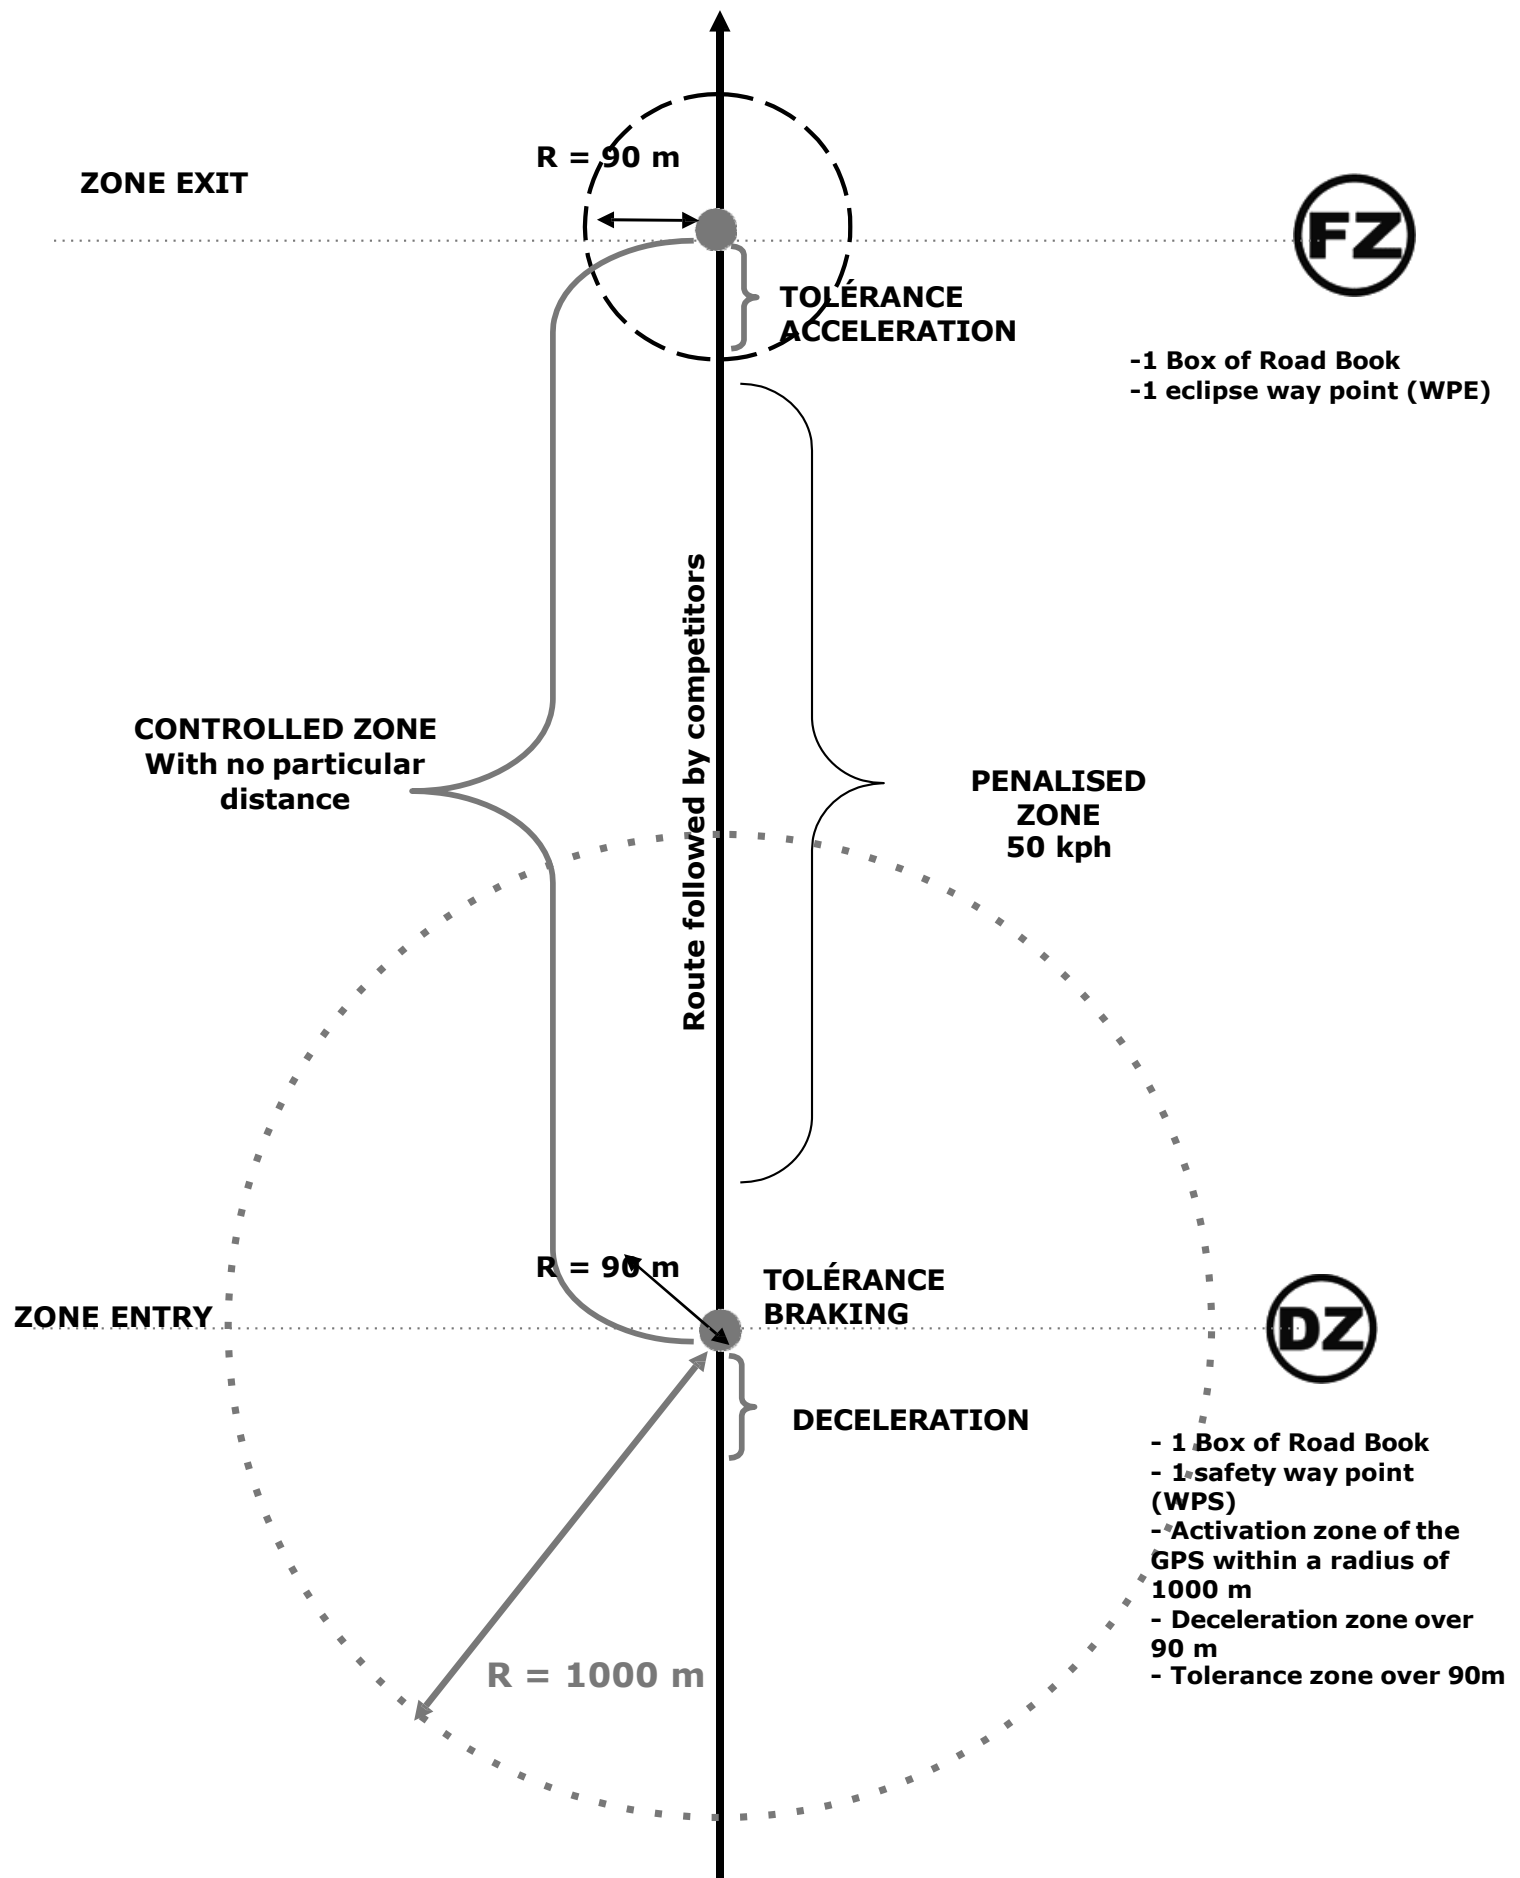 R = 90 m
ZONE EXIT
FZ
TOLÉRANCE
ACCELERATION
-1 Box of Road Book
-1 eclipse way point (WPE)
Route followed by competitors
CONTROLLED ZONE
With no particular
distance
PENALISED
ZONE
50 kph
R = 90 m
TOLÉRANCE
BRAKING
ZONE ENTRY
DZ
DECELERATION
- 1 Box of Road Book
- 1 safety way point
(WPS)
- Activation zone of the
GPS within a radius of
1000 m
- Deceleration zone over
90 m
- Tolerance zone over 90m
R = 1000 m